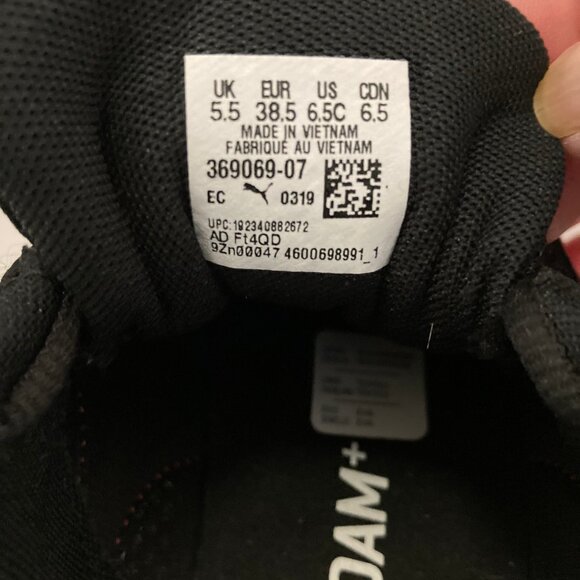 UK EUR US CDN
5.5 38.5 6.5C 6.5
MADE IN VIETNAM
FABRIQUÉ AU VIETNAM
369069-07
EC 0319
UPC:192340882672
AD Ft4QD
9Zn00047 4600698991_1
OAM+